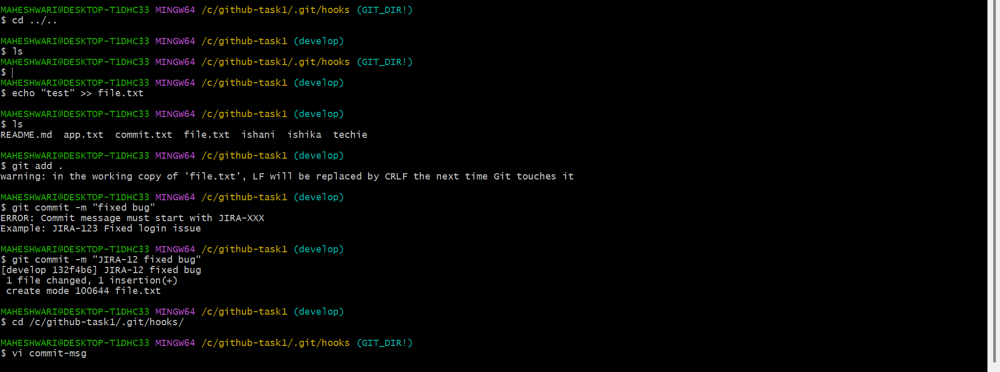 MAHESHWARI@DESKTOP-T1DHC33 MINGW64 /c/github-task1/.git/hooks (GIT_DIR!)
$ cd ../..
MAHESHWARI@DESKTOP-T1DHC33 MINGW64 /c/github-task1 (develop)
$ ls
MAHESHWARI@DESKTOP-T1DHC33 MINGW64 /c/github-task1/.git/hooks (GIT_DIR!)
$
MAHESHWARI@DESKTOP-T1DHC33 MINGW64 /c/github-task1 (develop)
$ echo "test" >> file.txt
MAHESHWARI@DESKTOP-T1DHC33 MINGW64 /c/github-task1 (develop)
$ ls
README.md  app.txt  commit.txt  file.txt  ishani  ishika  techie
MAHESHWARI@DESKTOP-T1DHC33 MINGW64 /c/github-task1 (develop)
$ git add .
warning: in the working copy of 'file.txt', LF will be replaced by CRLF the next time Git touches it
MAHESHWARI@DESKTOP-T1DHC33 MINGW64 /c/github-task1 (develop)
$ git commit -m "fixed bug"
ERROR: Commit message must start with JIRA-XXX
Example: JIRA-123 Fixed login issue
MAHESHWARI@DESKTOP-T1DHC33 MINGW64 /c/github-task1 (develop)
$ git commit -m "JIRA-12 fixed bug"
[develop 132f4b6] JIRA-12 fixed bug
 1 file changed, 1 insertion(+)
 create mode 100644 file.txt
MAHESHWARI@DESKTOP-T1DHC33 MINGW64 /c/github-task1 (develop)
$ cd /c/github-task1/.git/hooks/
MAHESHWARI@DESKTOP-T1DHC33 MINGW64 /c/github-task1/.git/hooks (GIT_DIR!)
$ vi commit-msg